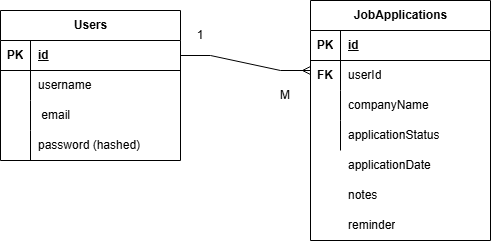 Users
PK id
username
email
password (hashed)
1
M
JobApplications
PK id
FK userId
companyName
applicationStatus
applicationDate
notes
reminder